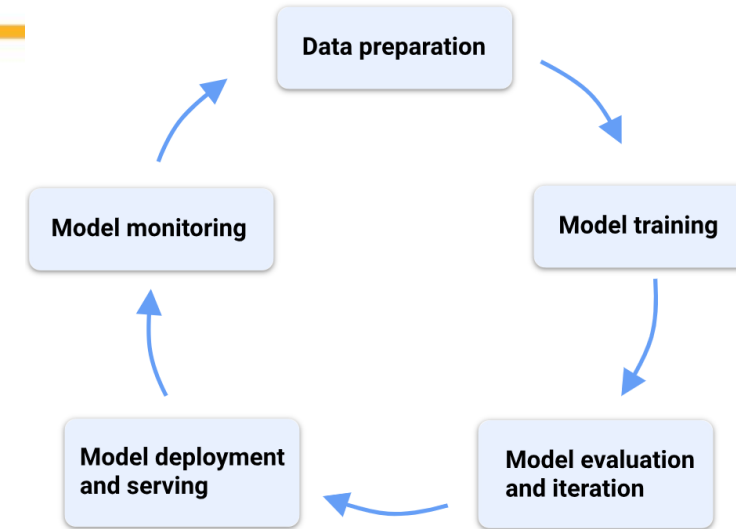 Data preparation
Model monitoring
Model training
Model deployment
and serving
Model evaluation
and iteration